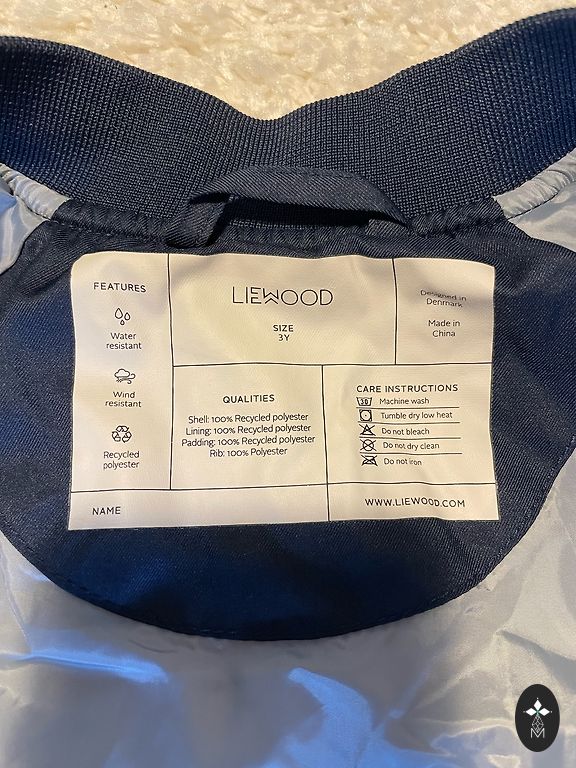 FEATURES
Water
resistant
Wind
resistant
Recycled
polyester
LIEWOOD
SIZE
3Y
Designed in
Denmark
Made in
China
QUALITIES
Shell: 100% Recycled polyester
Lining: 100% Recycled polyester
Padding: 100% Recycled polyester
Rib: 100% Polyester
CARE INSTRUCTIONS
30 Machine wash
Tumble dry low heat
Do not bleach
Do not dry clean
Do not iron
NAME
WWW.LIEWOOD.COM
M